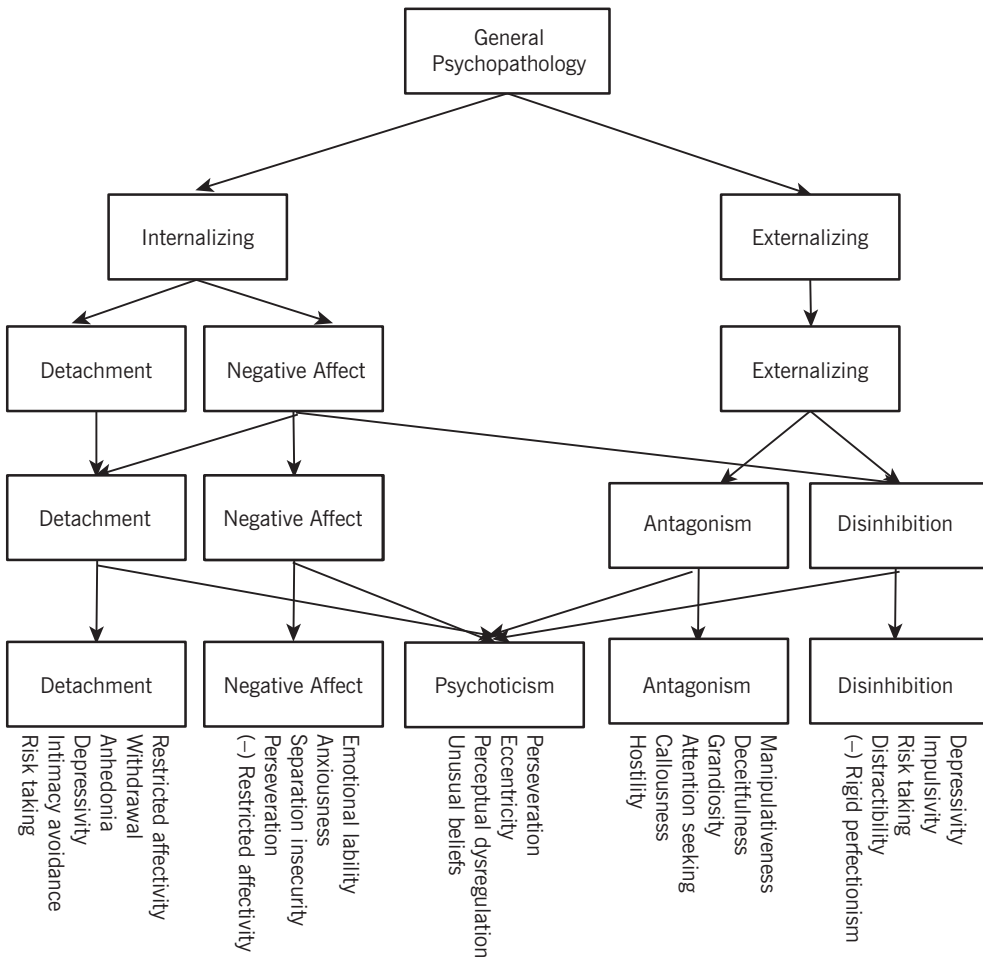 General
Psychopathology
Internalizing
Externalizing
Detachment
Negative Affect
Externalizing
Detachment
Negative Affect
Antagonism
Disinhibition
Detachment
Negative Affect
Psychoticism
Antagonism
Disinhibition
Restricted affectivity
Withdrawal
Anhedonia
Depressivity
Intimacy avoidance
Risk taking
Emotional lability
Anxiousness
Separation insecurity
Perseveration
(–) Restricted affectivity
Perseveration
Eccentricity
Perceptual dysregulation
Unusual beliefs
Manipulativeness
Deceitfulness
Grandiosity
Attention seeking
Callousness
Hostility
Depressivity
Impulsivity
Risk taking
Distractibility
(–) Rigid perfectionism